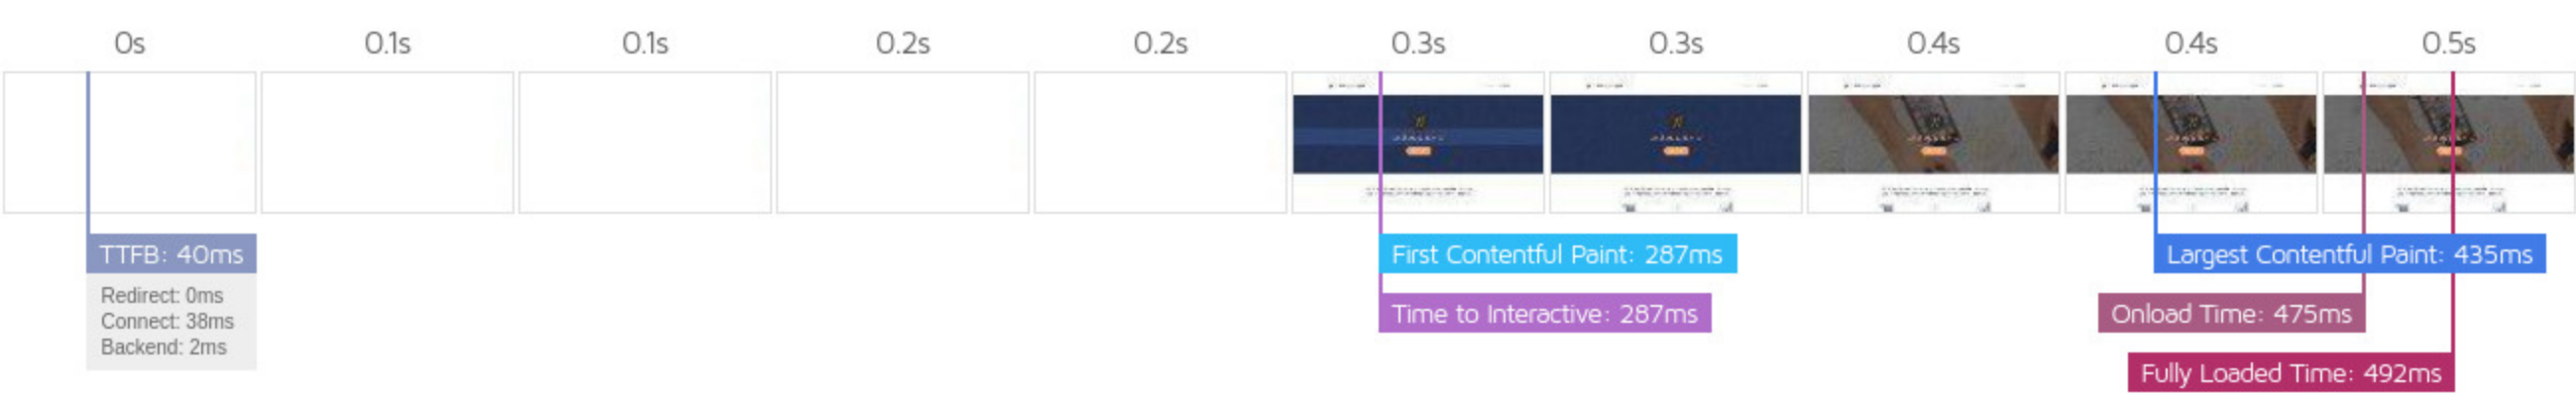 0s 0.1s 0.1s 0.2s 0.2s 0.3s 0.3s 0.4s 0.4s 0.5s
TTFB: 40ms
Redirect: 0ms
Connect: 38ms
Backend: 2ms
First Contentful Paint: 287ms
Time to Interactive: 287ms
Largest Contentful Paint: 435ms
Onload Time: 475ms
Fully Loaded Time: 492ms